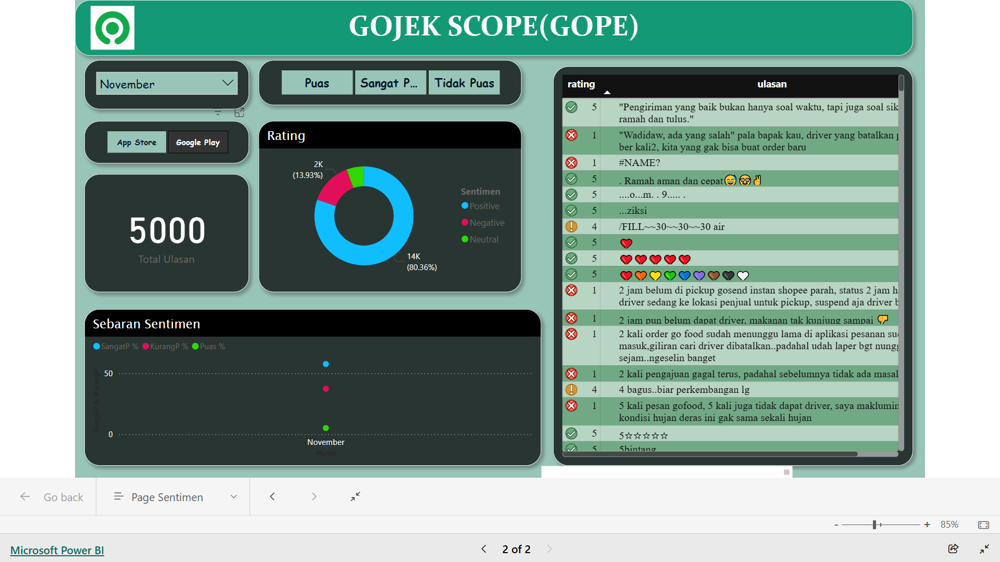 GOJEK SCOPE(GOPE)
November
Puas
Sangat P...
Tidak Puas
App Store
Google Play
5000
Total Ulasan
Rating
2K
(13.93%)
14K
(80.36%)
Sentimen
Positive
Negative
Neutral
Sebaran Sentimen
SangatP % KurangP % Puas %
50
0
November
Month
rating ulasan
5 "Pengiriman yang baik bukan hanya soal waktu, tapi juga soal sik
ramah dan tulus."
1 "Wadidaw, ada yang salah" pala bapak kau, driver yang batalkan
ber kali2, kita yang gak bisa buat order baru
1 #NAME?
5 . Ramah aman dan cepat😅🤓✌
5 ....o...m. . 9..... .
5 ...ziksi
4 /FILL~~30~~30~~30 air
5 ❤
5 ❤❤❤❤❤
5 ❤🧡💛💚💙💜🤎🖤🤍
1 2 jam belum di pickup gosend instan shopee parah, status 2 jam h
driver sedang ke lokasi penjual untuk pickup, suspend aja driver b
1 2 jam pun belum dapat driver, makanan tak kunjung sampai 👎
1 2 kali order go food sudah menunggu lama di aplikasi pesanan su
masuk,giliran cari driver dibatalkan..padahal udah laper bgt nung
sejam..ngeselin banget
1 2 kali pengajuan gagal terus, padahal sebelumnya tidak ada masal
4 4 bagus..biar perkembangan lg
1 5 kali pesan gofood, 5 kali juga tidak dapat driver, saya maklumin
kondisi hujan deras ini gak sama sekali hujan
5 5☆☆☆☆☆
5 5bintang
Go back
Page Sentimen
- + 85%
Microsoft Power BI
2 of 2